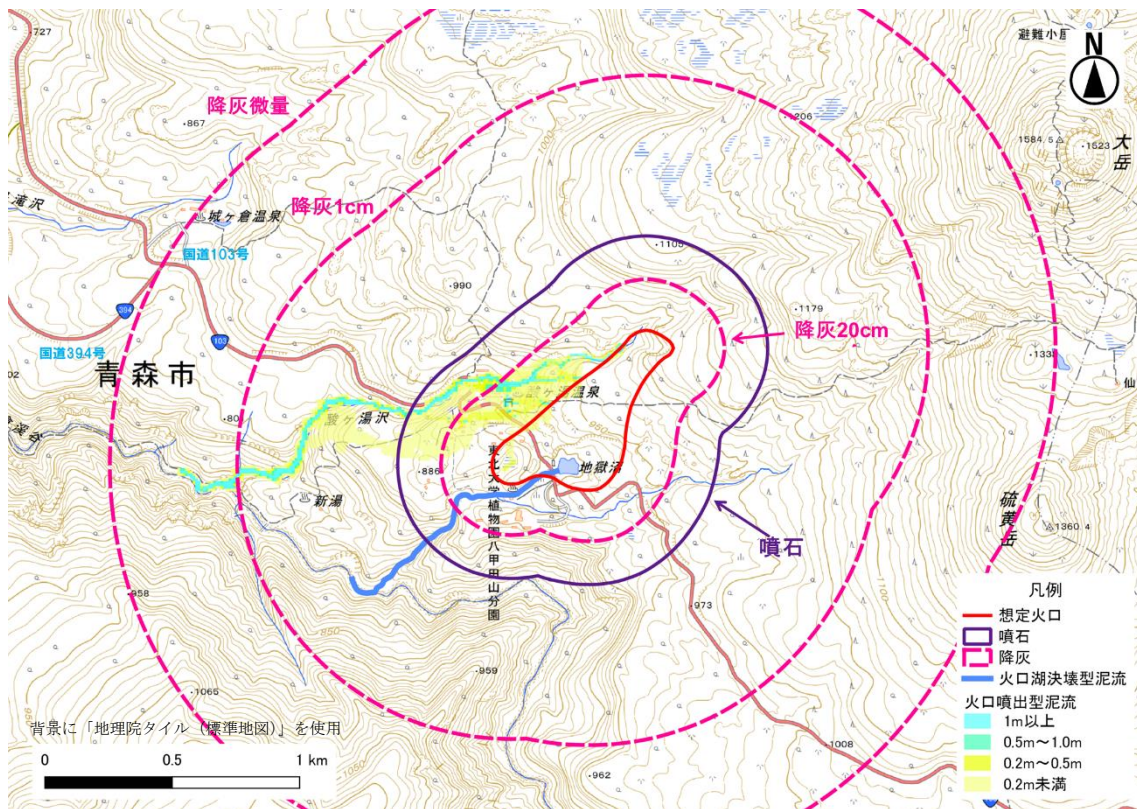 727
避難小屋
N
降灰微量
206
867
1584.5
1523
大岳
降灰1cm
滝沢
城ヶ倉温泉
国道103号
1105
990
394
103
1179
降灰20cm
国道394号
133
青森市
仙
湯沢
温泉
950
80
東北大学植物園八甲田山分園
886
地獄沼
新湯
硫黄岳
1360.4
噴石
958
850
973
1100
959
1065
1008
962
1050
凡例
想定火口
噴石
降灰
火口湖決壊型泥流
火口噴出型泥流
1m以上
0.5m～1.0m
0.2m～0.5m
0.2m未満
背景に「地理院タイル（標準地図）」を使用
0 0.5 1 km